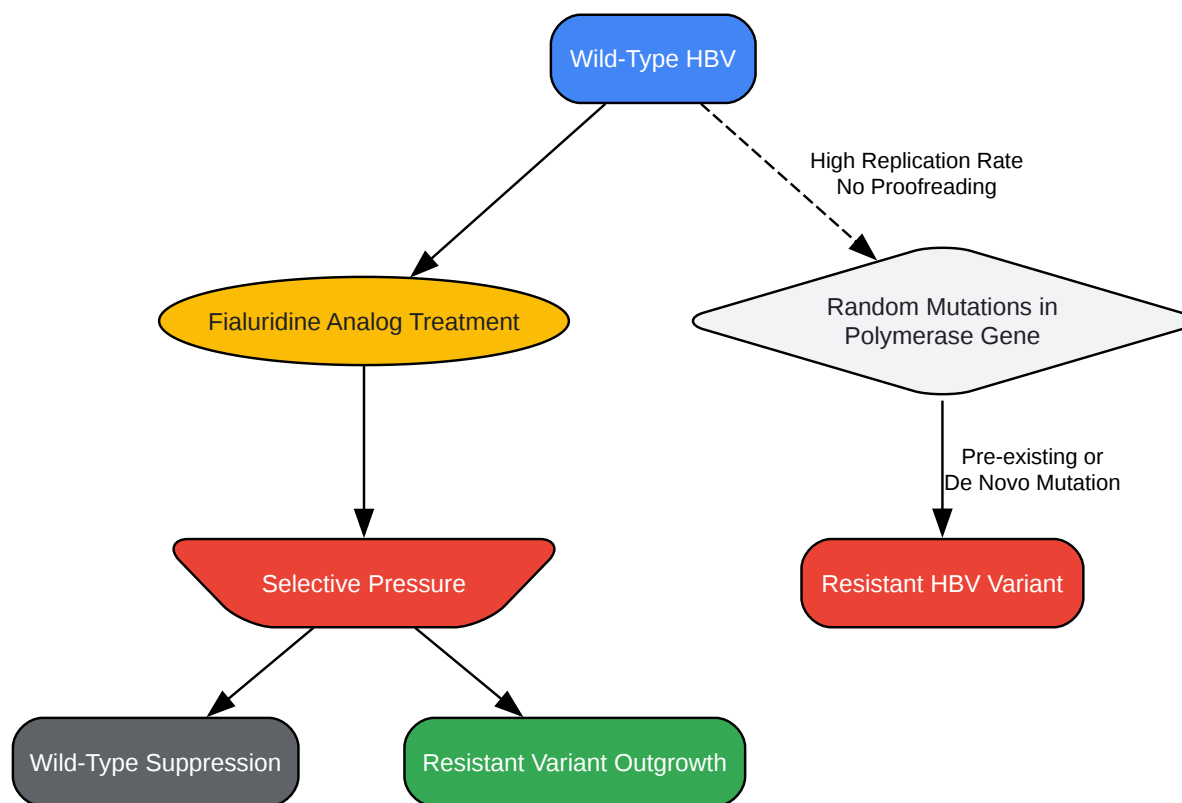 Wild-Type HBV
High Replication Rate
No Proofreading
Fialuridine Analog Treatment
Random Mutations in
Polymerase Gene
Pre-existing or
De Novo Mutation
Selective Pressure
Resistant HBV Variant
Wild-Type Suppression
Resistant Variant Outgrowth